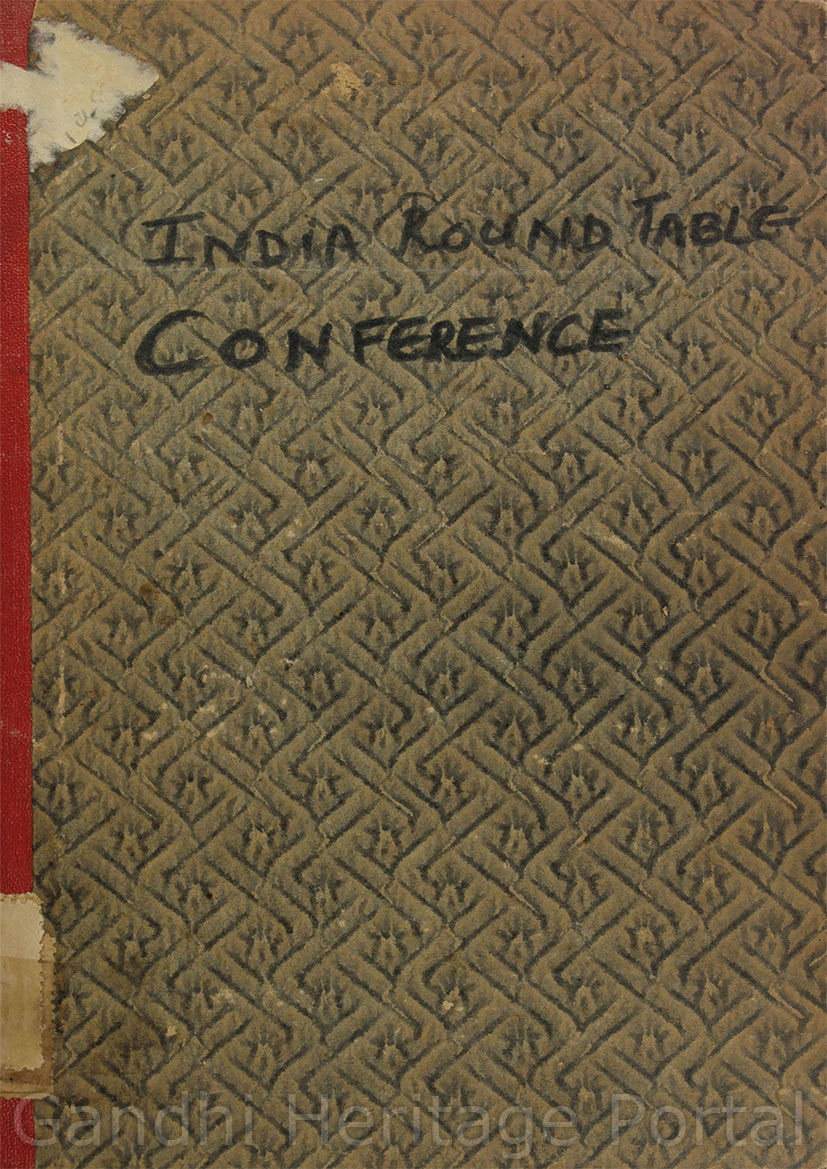 INDIA ROUND TABLE
CONFERENCE
Gandhi Heritage Portal